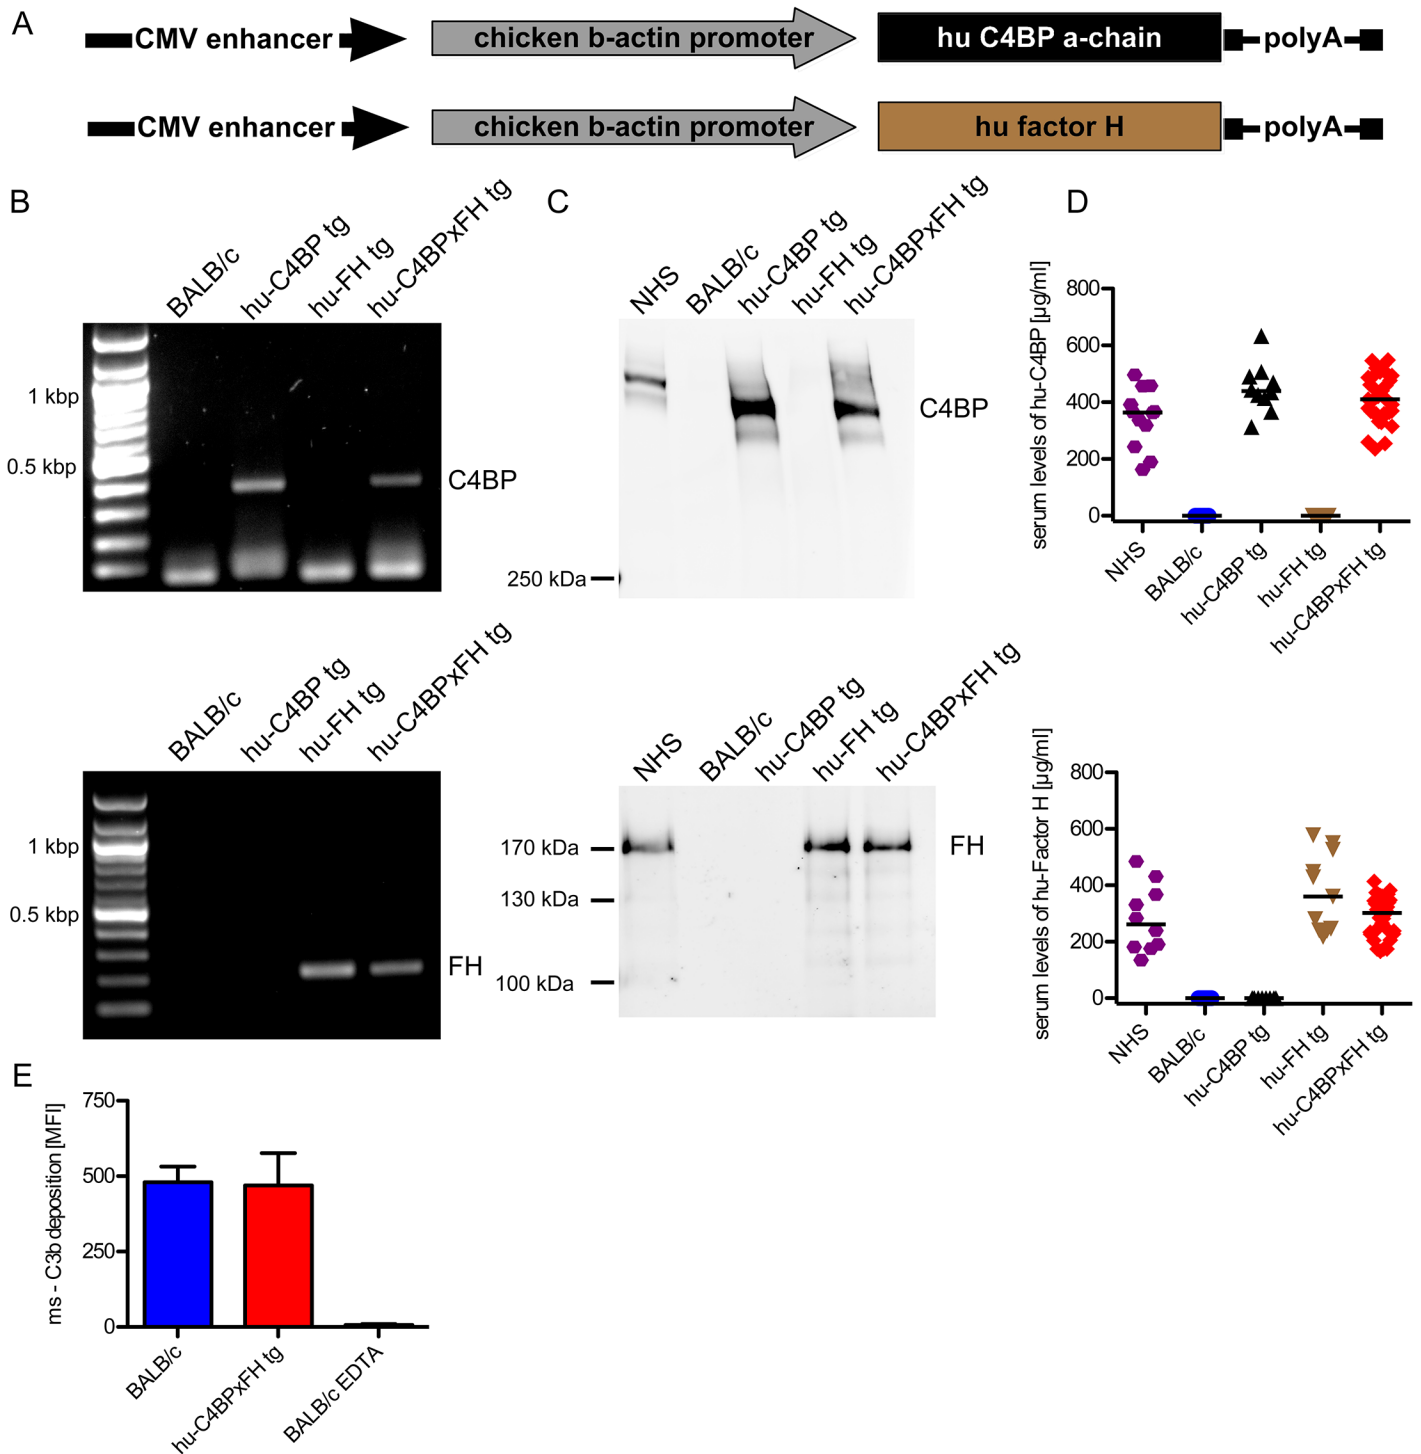 A
CMV enhancer chicken b-actin promoter hu C4BP a-chain polyA
CMV enhancer chicken b-actin promoter hu factor H polyA
B
BALB/c
hu-C4BP tg
hu-FH tg
hu-C4BPxFH tg
1 kbp
0.5 kbp
C4BP
BALB/c
hu-C4BP tg
hu-FH tg
hu-C4BPxFH tg
1 kbp
0.5 kbp
FH
C
NHS
BALB/c
hu-C4BP tg
hu-FH tg
hu-C4BPxFH tg
C4BP
250 kDa
NHS
BALB/c
hu-C4BP tg
hu-FH tg
hu-C4BPxFH tg
170 kDa
FH
130 kDa
100 kDa
D
serum levels of hu-C4BP [µg/ml]
800
600
400
200
0
NHS
BALB/c
hu-C4BP tg
hu-FH tg
hu-C4BPxFH tg
serum levels of hu-Factor H [µg/ml]
800
600
400
200
0
NHS
BALB/c
hu-C4BP tg
hu-FH tg
hu-C4BPxFH tg
E
ms - C3b deposition [MFI]
750
500
250
0
BALB/c
hu-C4BPxFH tg
BALB/c EDTA